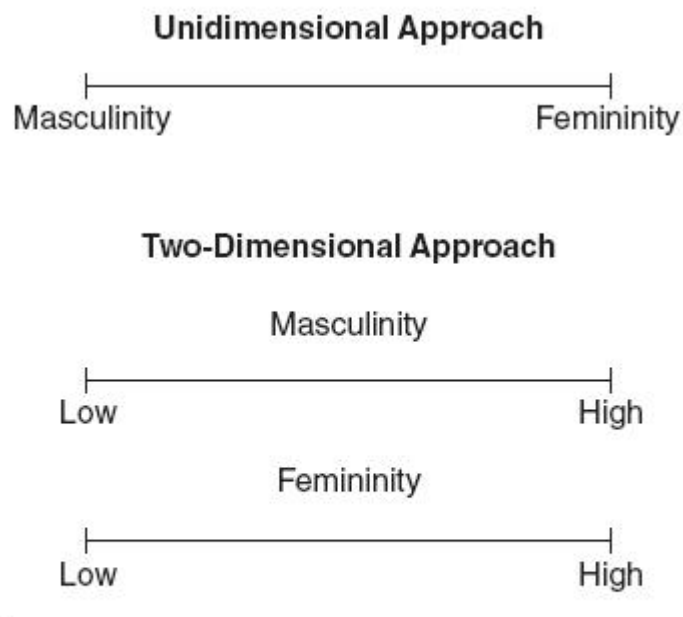 Unidimensional Approach
Masculinity Femininity
Two-Dimensional Approach
Masculinity
Low High
Femininity
Low High